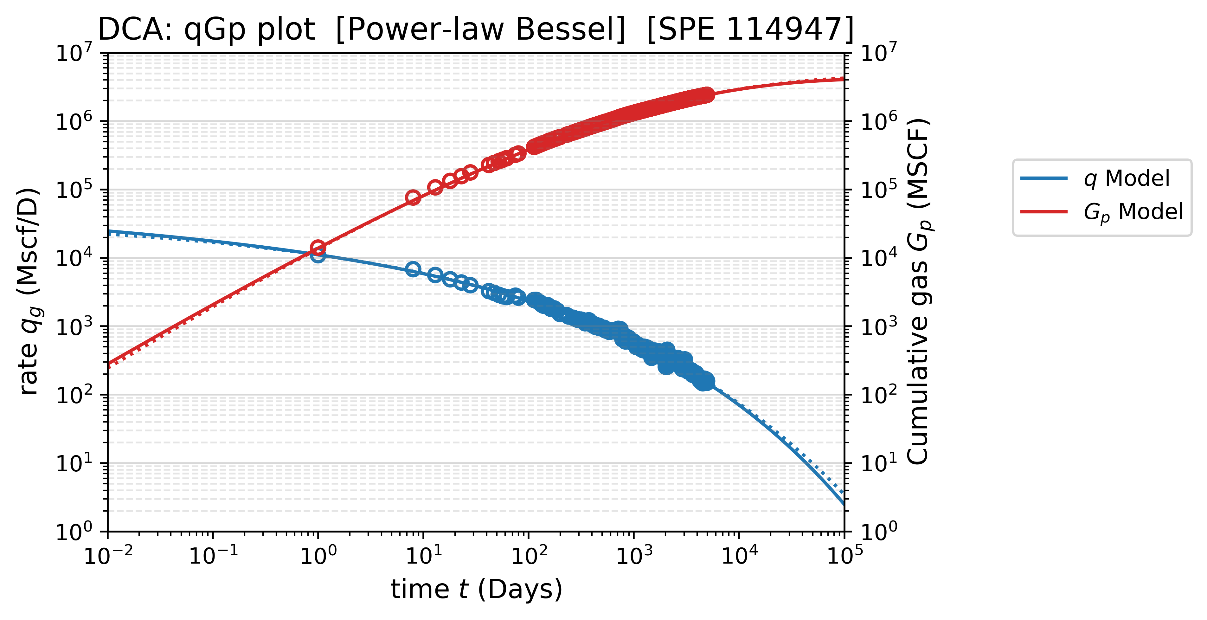 DCA: qGp plot [Power-law Bessel] [SPE 114947]
rate q_g (Mscf/D)
10^7
10^6
10^5
10^4
10^3
10^2
10^1
10^0
10^-2 10^-1 10^0 10^1 10^2 10^3 10^4 10^5
time t (Days)
10^7
10^6
10^5
10^4
10^3
10^2
10^1
10^0
Cumulative gas G_p (MSCF)
q Model
G_p Model